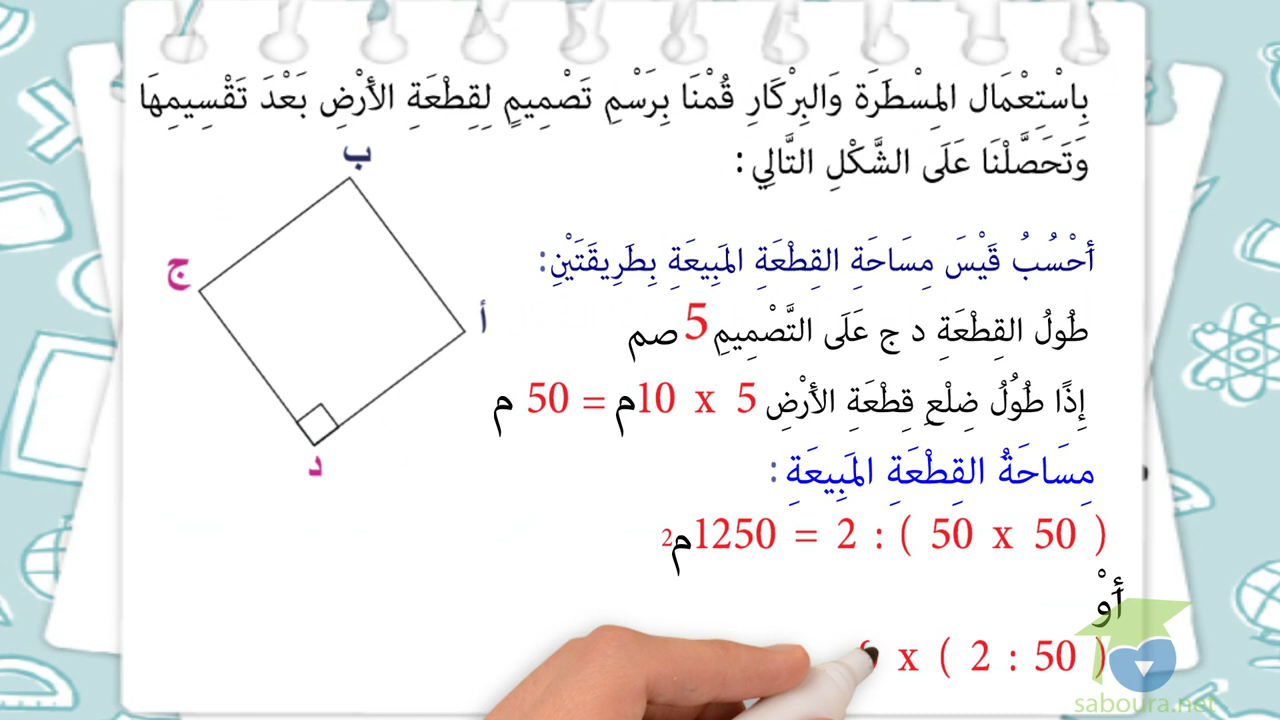 بِاسْتِعْمَال المِسْطَرَة وَالبِرْكَارِ قُمْنَا بِرَسْمِ تَصْمِيمٍ لِقِطْعَةِ الأَرْضِ بَعْدَ تَقْسِيمِهَا
وَتَحَصَّلْنَا عَلَى الشَّكْلِ التَّالِي :
ب
ج
أ
د
أَحْسُبُ قَيْسَ مِسَاحَةِ القِطْعَةِ المَبِيعَةِ بِطَرِيقَتَيْنِ:
طُولُ القِطْعَةِ د ج عَلَى التَّصْمِيمِ 5 صم
إِذًا طُولُ ضِلْعِ قِطْعَةِ الأَرْضِ 5 x 10م = 50 م
مِسَاحَةُ القِطْعَةِ المَبِيعَةِ :
( 50 x 50 ) : 2 = 1250م2
أَوْ
( 50 : 2 ) x
saboura.net